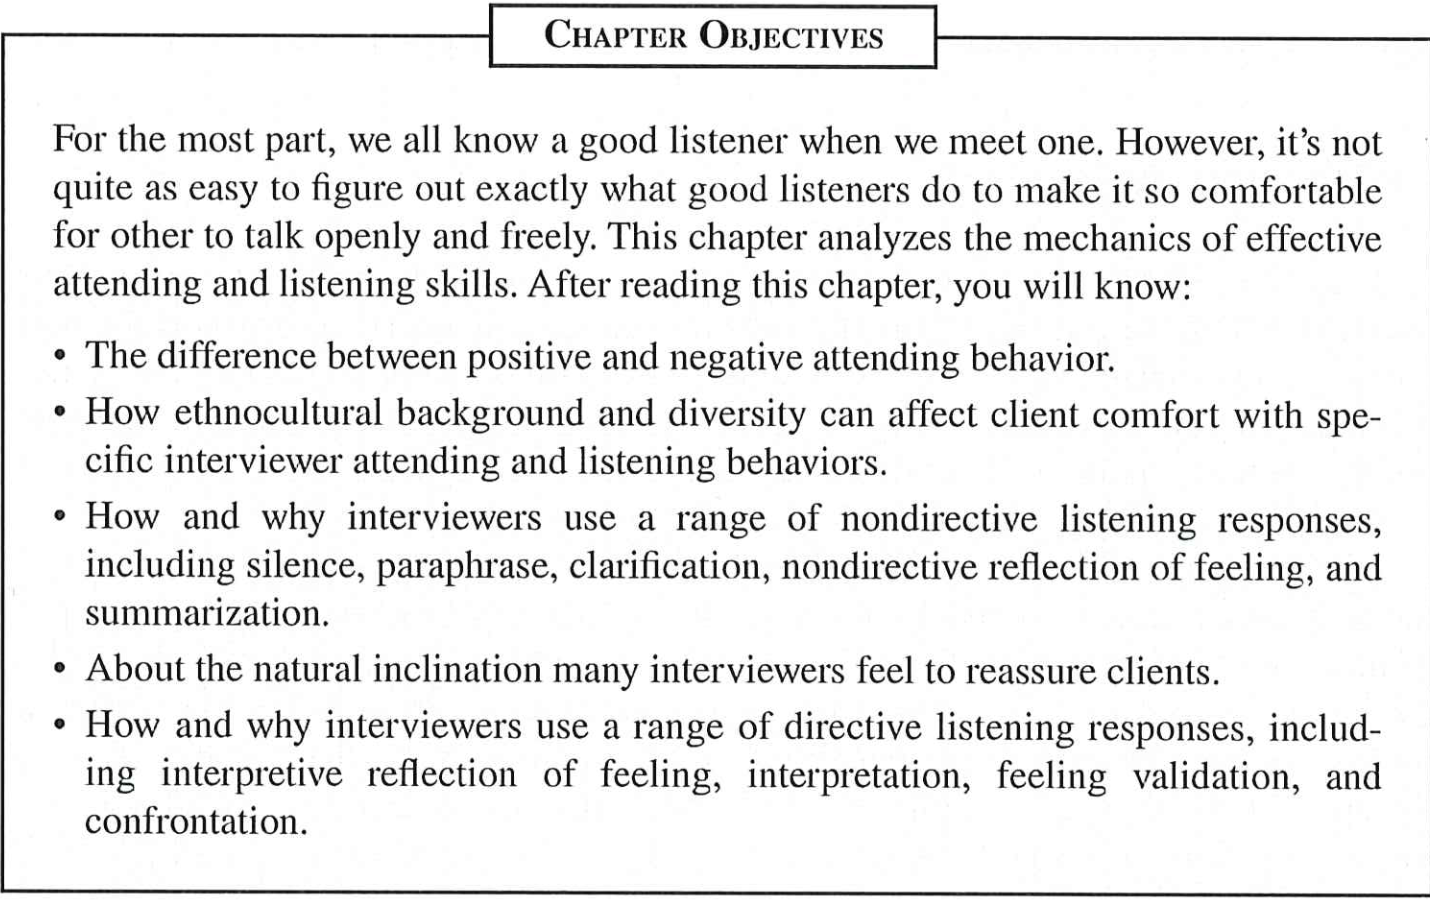 CHAPTER OBJECTIVES
For the most part, we all know a good listener when we meet one. However, it's not
quite as easy to figure out exactly what good listeners do to make it so comfortable
for other to talk openly and freely. This chapter analyzes the mechanics of effective
attending and listening skills. After reading this chapter, you will know:
• The difference between positive and negative attending behavior.
• How ethnocultural background and diversity can affect client comfort with spe-
cific interviewer attending and listening behaviors.
• How and why interviewers use a range of nondirective listening responses,
including silence, paraphrase, clarification, nondirective reflection of feeling, and
summarization.
• About the natural inclination many interviewers feel to reassure clients.
• How and why interviewers use a range of directive listening responses, includ-
ing interpretive reflection of feeling, interpretation, feeling validation, and
confrontation.